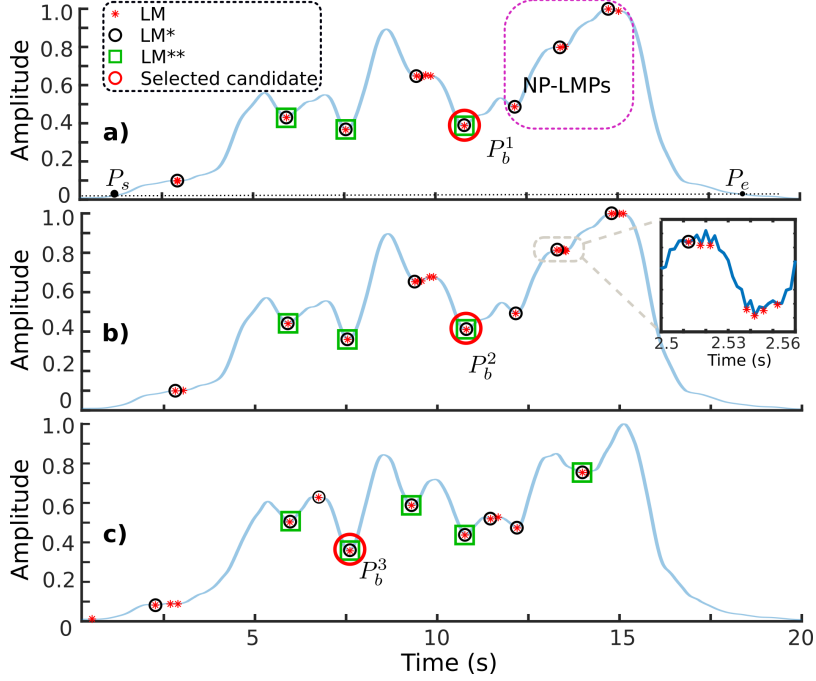 1.0
LM
LM*
LM**
Selected candidate
0.8
0.6
0.4
0.2
0
Amplitude
a)
NP-LMPs
P_b^1
P_s
P_e
1.0
0.8
0.6
0.4
0.2
0
Amplitude
b)
P_b^2
2.5 2.53 2.56
Time (s)
1.0
0.8
0.6
0.4
0.2
0
Amplitude
c)
P_b^3
5 10 15 20
Time (s)